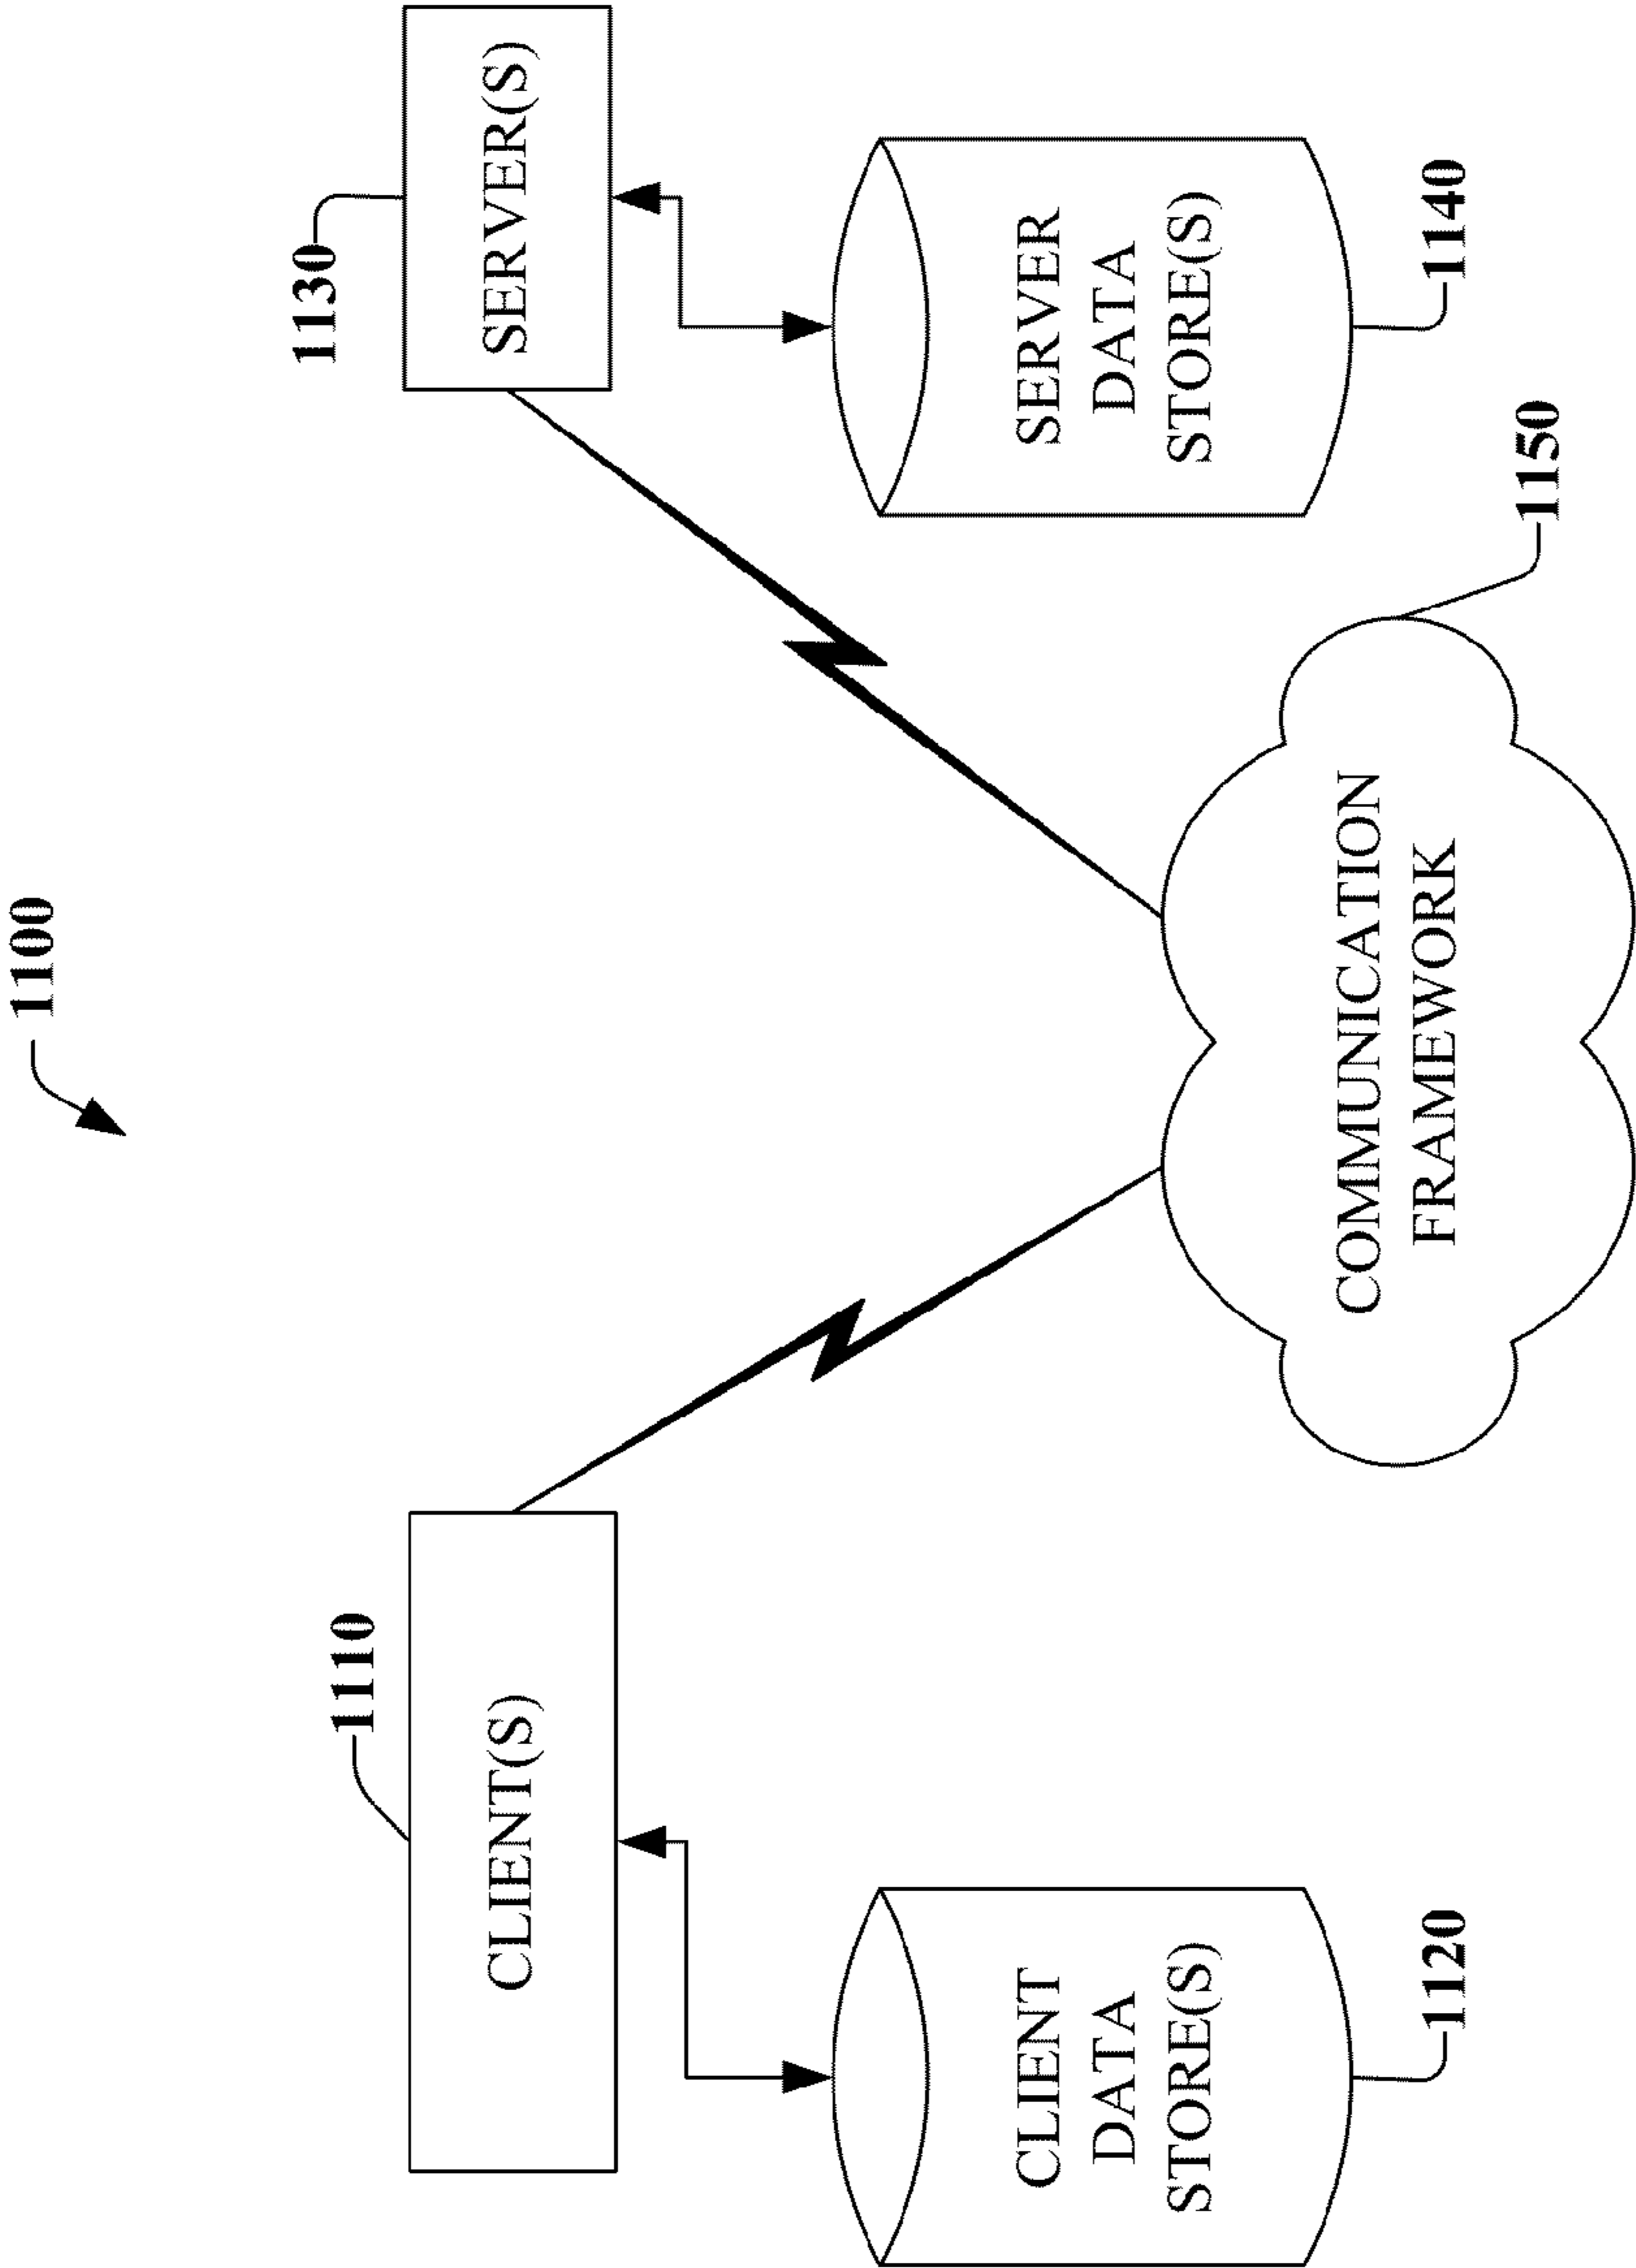 1100
1110
CLIENT(S)
1130
SERVER(S)
CLIENT
DATA
STORE(S)
1120
SERVER
DATA
STORE(S)
1140
COMMUNICATION
FRAMEWORK
1150